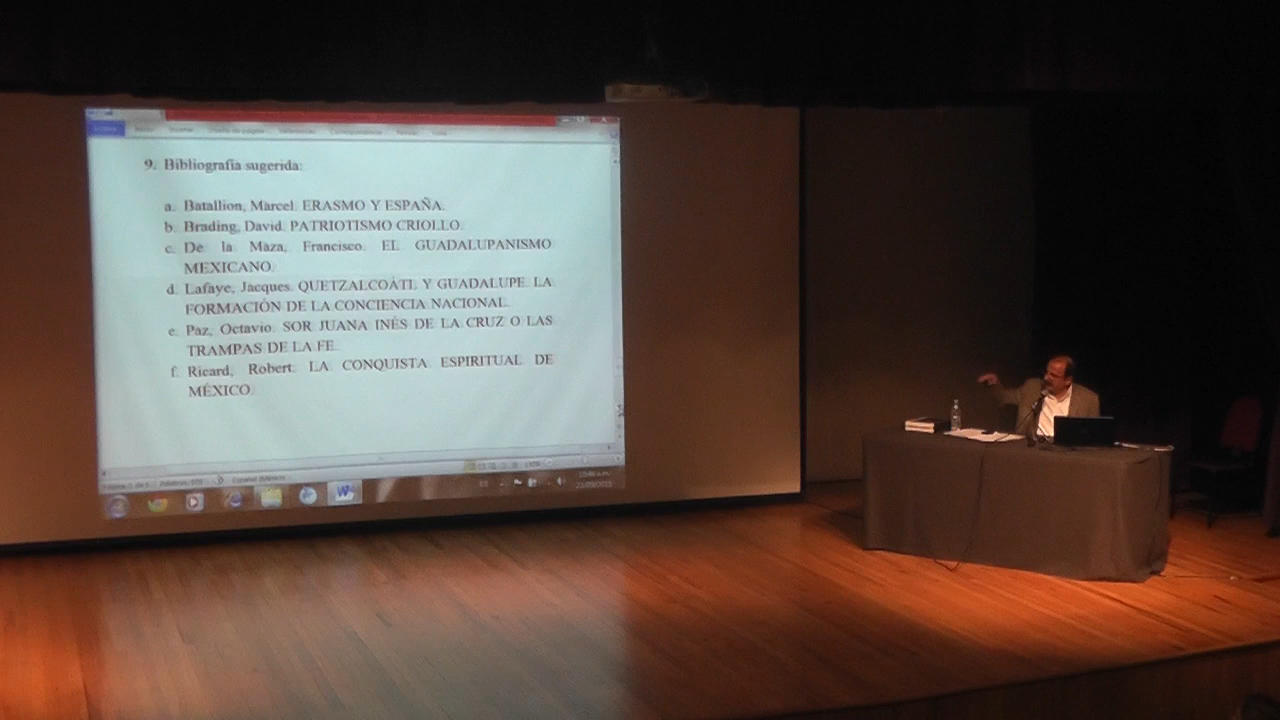 9. Bibliografía sugerida:
a. Batallion, Marcel. ERASMO Y ESPAÑA.
b. Brading, David. PATRIOTISMO CRIOLLO.
c. De la Maza, Francisco. EL GUADALUPANISMO
MEXICANO.
d. Lafaye, Jacques. QUETZALCOÁTL Y GUADALUPE. LA
FORMACIÓN DE LA CONCIENCIA NACIONAL.
e. Paz, Octavio. SOR JUANA INÉS DE LA CRUZ O LAS
TRAMPAS DE LA FE.
f. Ricard, Robert. LA CONQUISTA ESPIRITUAL DE
MÉXICO.